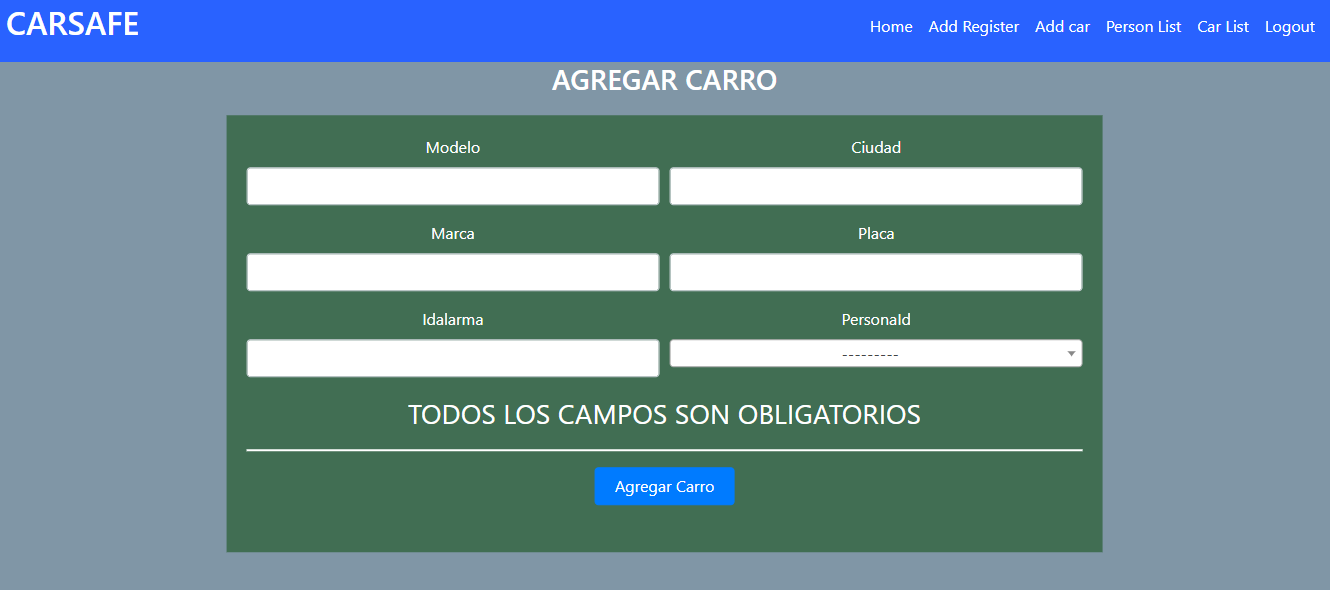 CARSAFE
Home Add Register Add car Person List Car List Logout
AGREGAR CARRO
Modelo Ciudad
Marca Placa
Idalarma PersonaId
---------
TODOS LOS CAMPOS SON OBLIGATORIOS
Agregar Carro